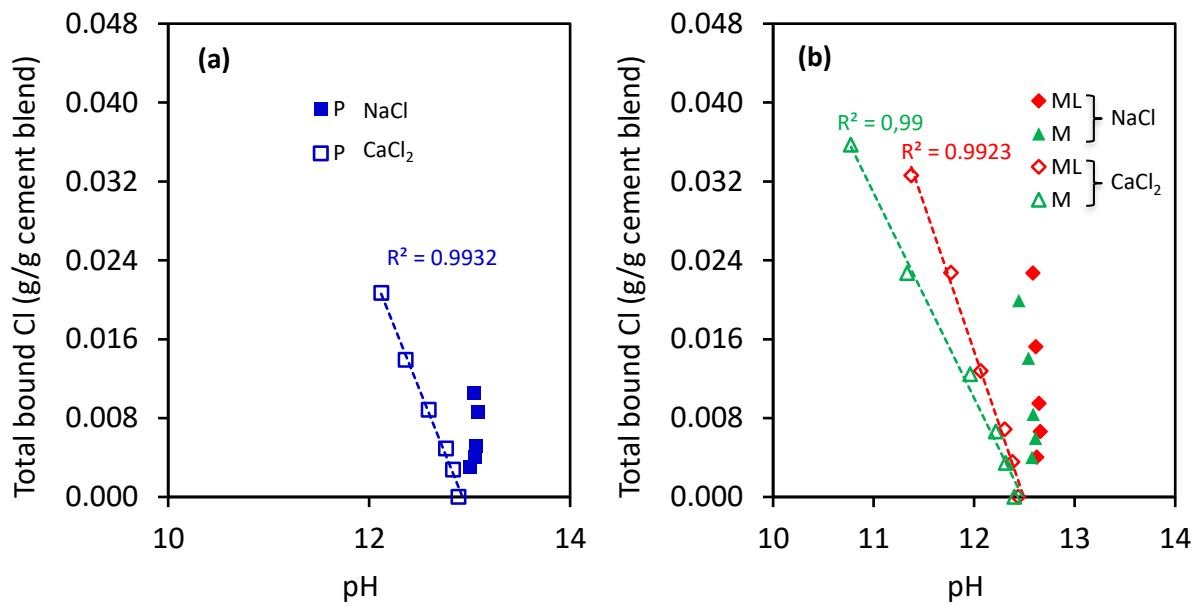 (a)
P NaCl
P CaCl₂
R² = 0.9932
0.048
0.040
0.032
0.024
0.016
0.008
0.000
10
12
14
pH
Total bound Cl (g/g cement blend)
(b)
ML
M
NaCl
ML
M
CaCl₂
R² = 0,99
R² = 0.9923
0.048
0.040
0.032
0.024
0.016
0.008
0.000
10
11
12
13
14
pH
Total bound Cl (g/g cement blend)